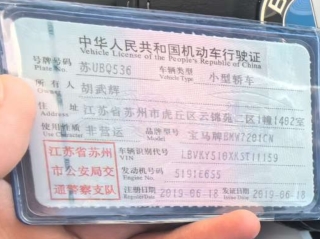 中华人民共和国机动车行驶证
Vehicle License of the People's Republic of China
号牌号码 苏U8Q536 车辆类型 小型轿车
Plate No. Vehicle Type
所有人 胡武辉
Owner
住址 江苏省苏州市虎丘区云锦苑二区1幢1402室
Address
使用性质 非营运 品牌型号 宝马牌BMW7201CN
Use Character Model
江苏省苏州市公安局交通警察支队
车辆识别代号
VIN
发动机号码 5191665S
Engine No.
注册日期 2019-06-18 发证日期 2019-06-18
Register Date Issue Date